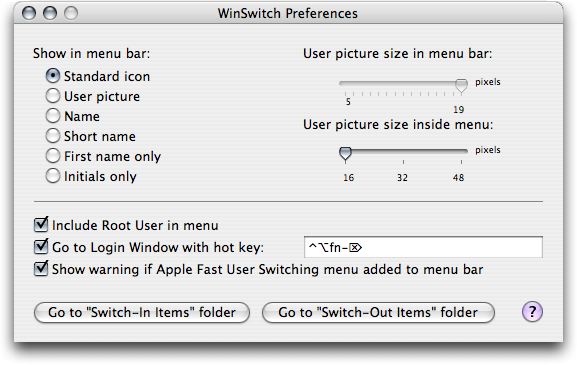 WinSwitch Preferences
Show in menu bar:
Standard icon
User picture
Name
Short name
First name only
Initials only
User picture size in menu bar:
pixels
5 19
User picture size inside menu:
pixels
16 32 48
Include Root User in menu
Go to Login Window with hot key: ^⌥fn-⌦
Show warning if Apple Fast User Switching menu added to menu bar
Go to "Switch-In Items" folder Go to "Switch-Out Items" folder ?